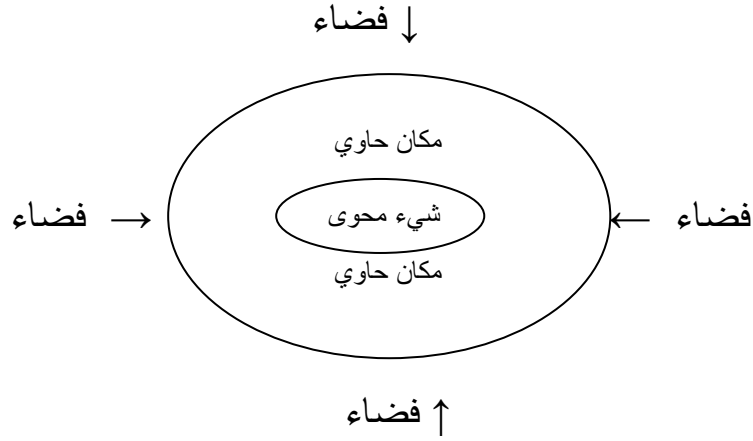 فضاء ↓
مكان حاوي
فضاء ← شيء محوى → فضاء
مكان حاوي
فضاء ↑